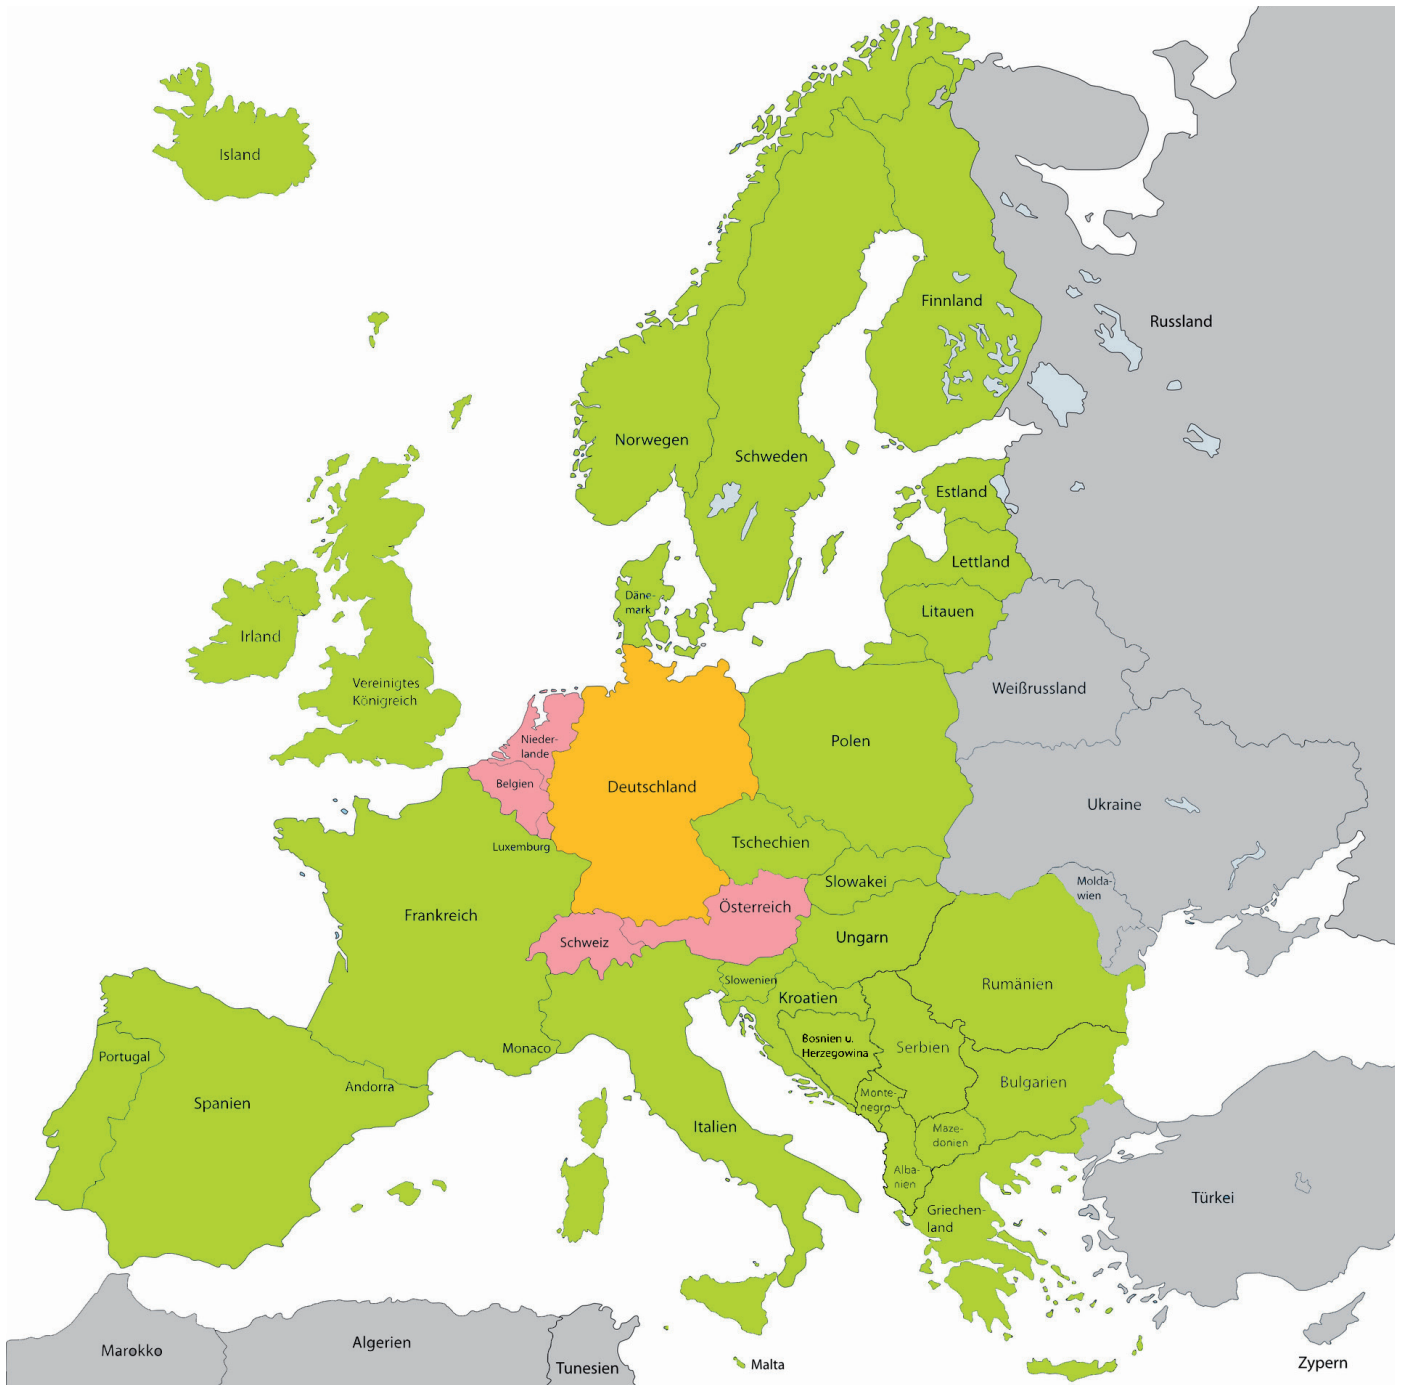 Island
Finnland
Russland
Norwegen
Schweden
Estland
Lettland
Däne-
mark
Litauen
Irland
Vereinigtes
Königreich
Weißrussland
Nieder-
lande
Polen
Belgien
Deutschland
Ukraine
Tschechien
Luxemburg
Slowakei
Molda-
wien
Österreich
Frankreich
Ungarn
Schweiz
Slowenien
Rumänien
Kroatien
Bosnien u.
Herzegowina
Serbien
Monaco
Portugal
Andorra
Bulgarien
Spanien
Monte-
negro
Italien
Maze-
donien
Alba-
nien
Türkei
Griechen-
land
Marokko
Algerien
Tunesien
Malta
Zypern